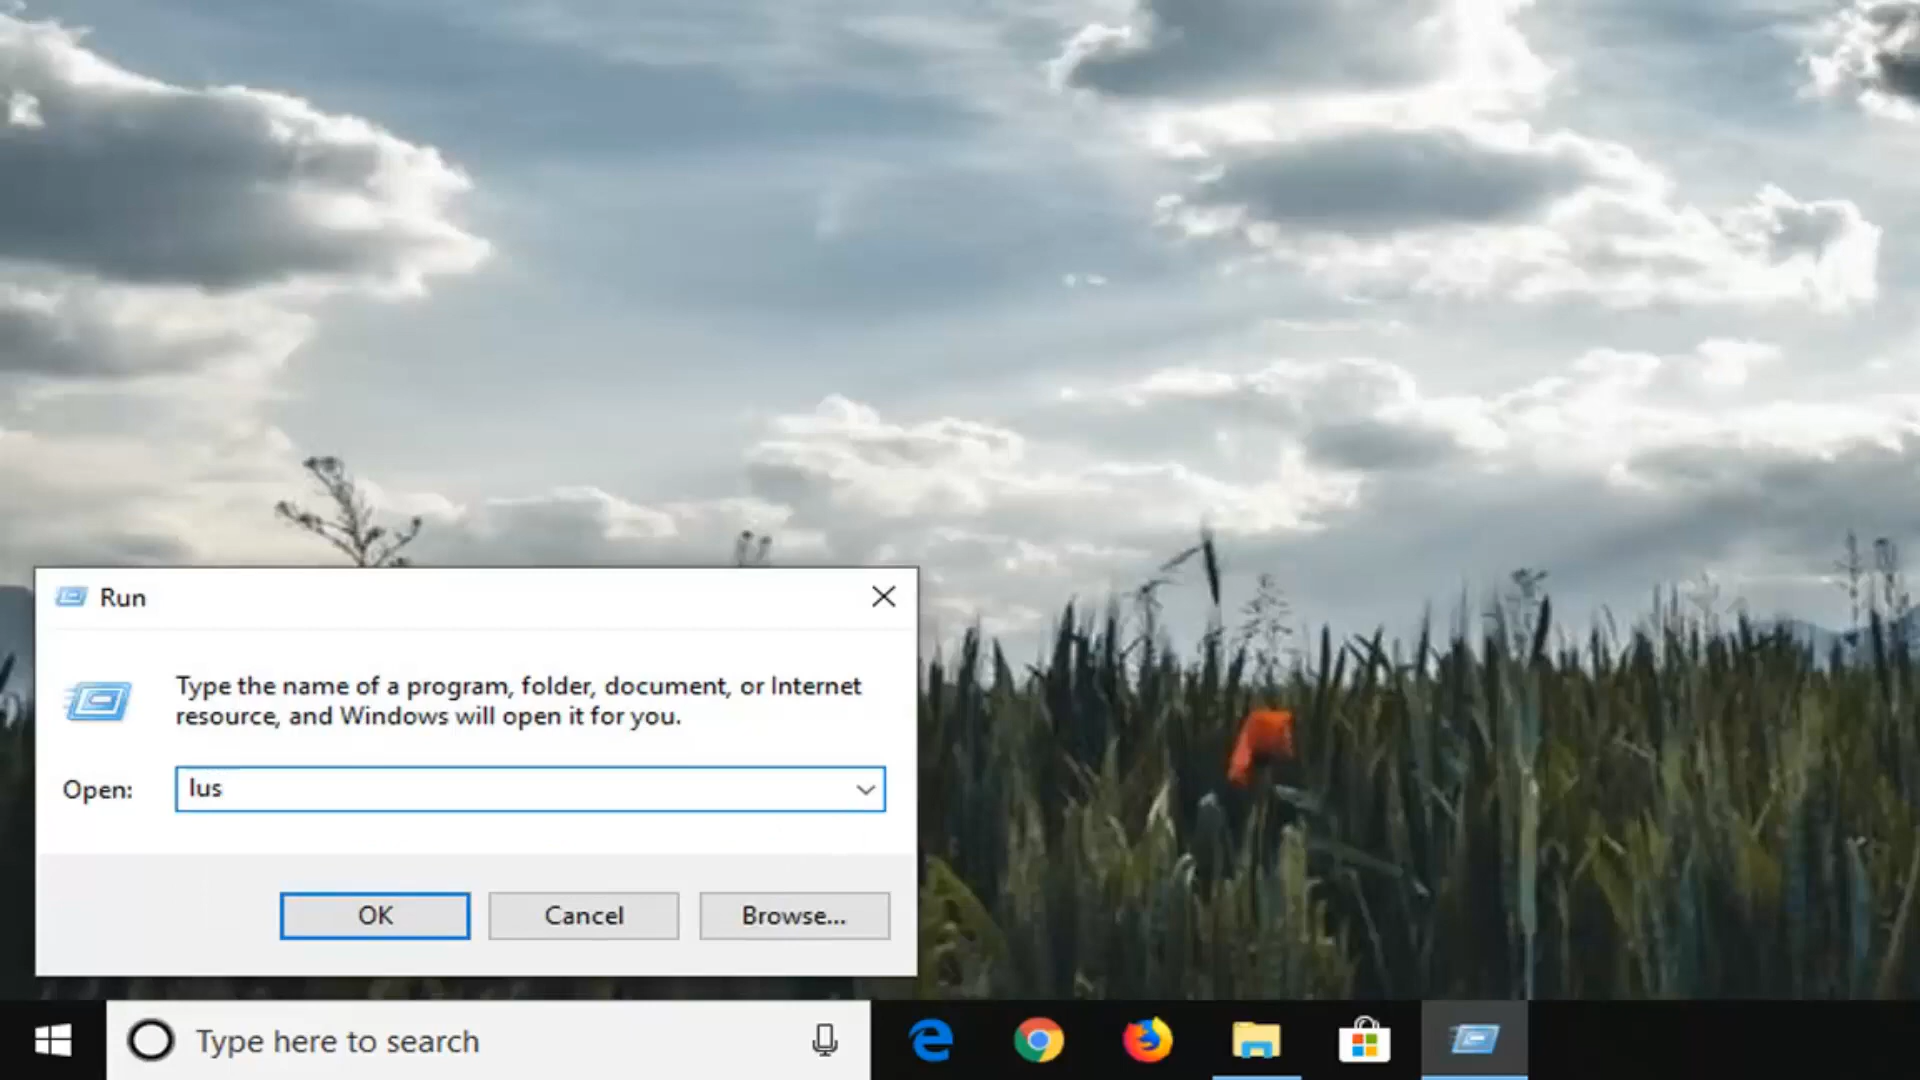 Run
Type the name of a program, folder, document, or Internet
resource, and Windows will open it for you.
Open:
lus
OK
Cancel
Browse...
Type here to search